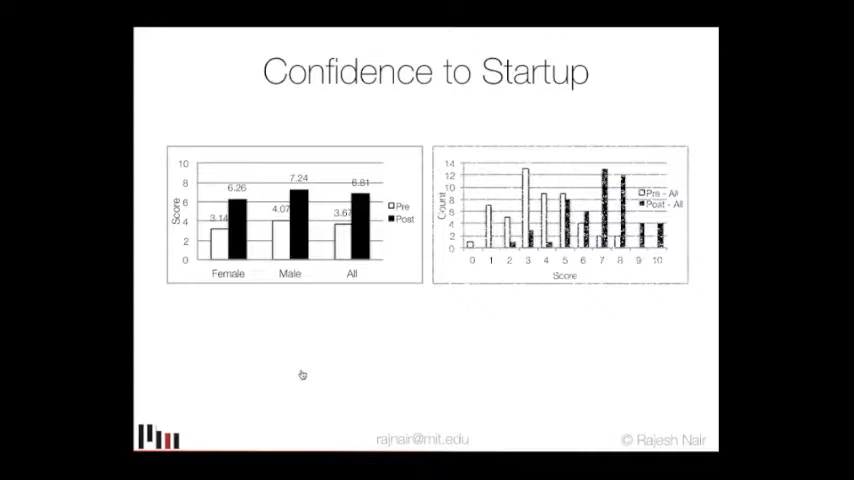 Confidence to Startup
10
8
6
4
2
0
Score
3.14
6.26
4.07
7.24
3.67
6.81
Female
Male
All
Pre
Post
14
12
10
8
6
4
2
0
Count
0 1 2 3 4 5 6 7 8 9 10
Score
Pre - All
Post - All
rajnair@mit.edu
© Rajesh Nair